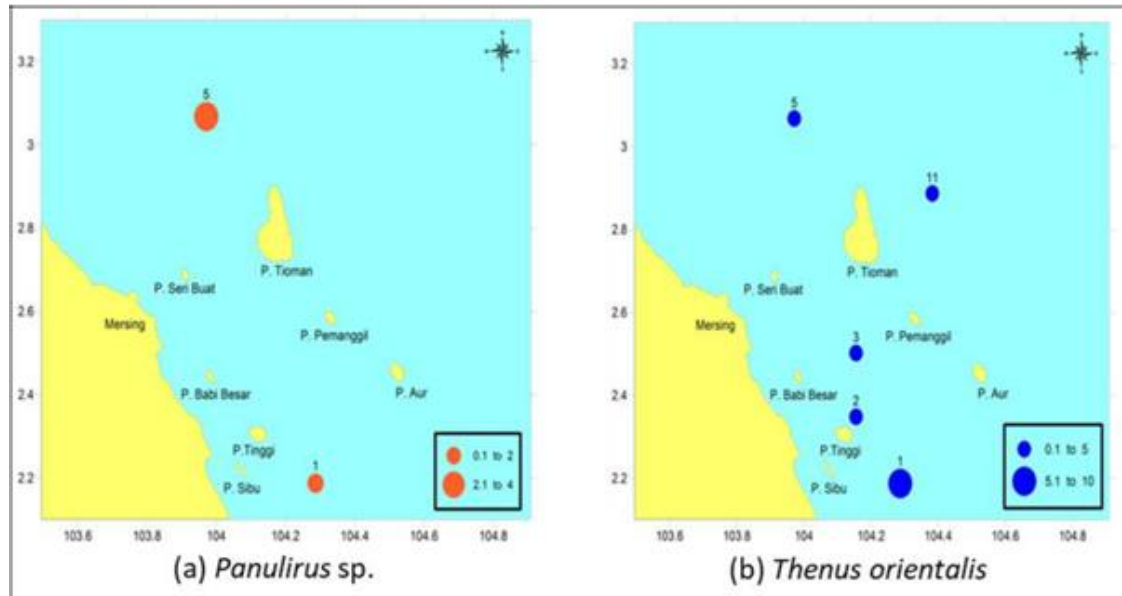 3.2
3
2.8
2.6
2.4
2.2
103.6
103.8
104
104.2
104.4
104.6
104.8
5
P. Tioman
P. Seri Buat
Mersing
P. Pemanggil
P. Babi Besar
P. Aur
P.Tinggi
P. Sibu
1
0.1 to 2
2.1 to 4
(a) Panulirus sp.
3.2
3
2.8
2.6
2.4
2.2
103.6
103.8
104
104.2
104.4
104.6
104.8
5
11
P. Tioman
P. Seri Buat
Mersing
P. Pemanggil
3
P. Babi Besar
P. Aur
2
P.Tinggi
P. Sibu
1
0.1 to 5
5.1 to 10
(b) Thenus orientalis